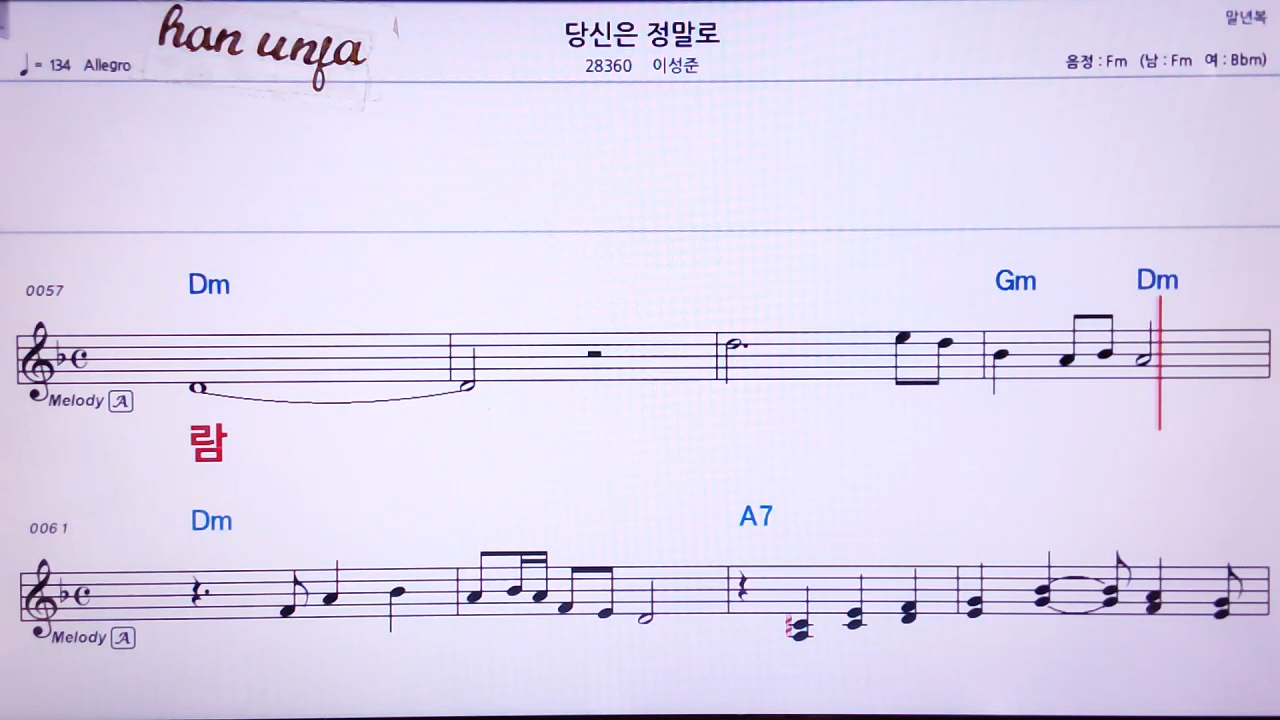 han unfa
당신은 정말로
말년복
♩= 134 Allegro
28360 이성준
음정 : Fm (남 : Fm 여 : Bbm)
0057
Dm
Gm
Dm
Melody A
람
0061
Dm
A7
Melody A